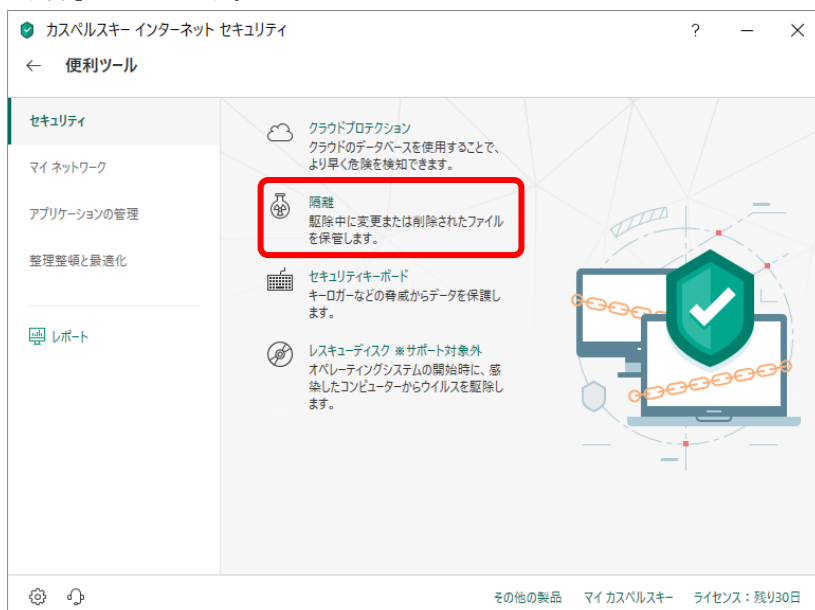 カスペルスキー インターネット セキュリティ
?
← 便利ツール
セキュリティ
マイ ネットワーク
アプリケーションの管理
整理整頓と最適化
レポート
クラウドプロテクション
クラウドのデータベースを使用することで、
より早く危険を検知できます。
隔離
駆除中に変更または削除されたファイル
を保管します。
セキュリティキーボード
キーロガーなどの脅威からデータを保護し
ます。
レスキューディスク ※サポート対象外
オペレーティングシステムの開始時に、感
染したコンピューターからウイルスを駆除し
ます。
その他の製品 マイ カスペルスキー ライセンス：残り30日